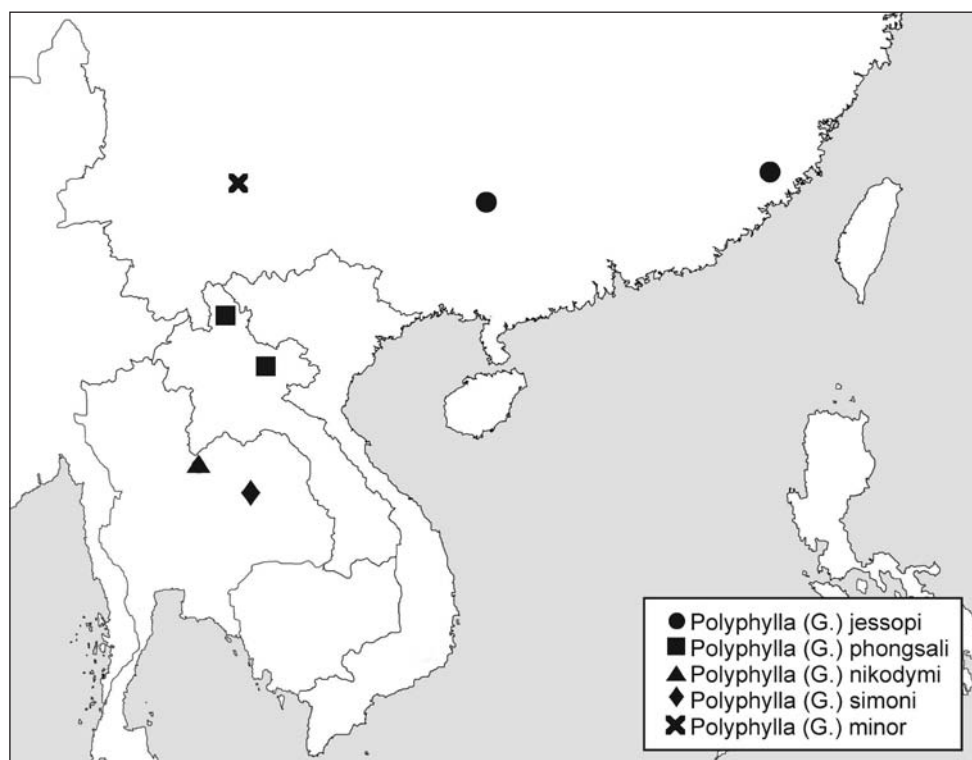 Polyphylla (G.) jessopi
Polyphylla (G.) phongsali
Polyphylla (G.) nikodymi
Polyphylla (G.) simoni
Polyphylla (G.) minor